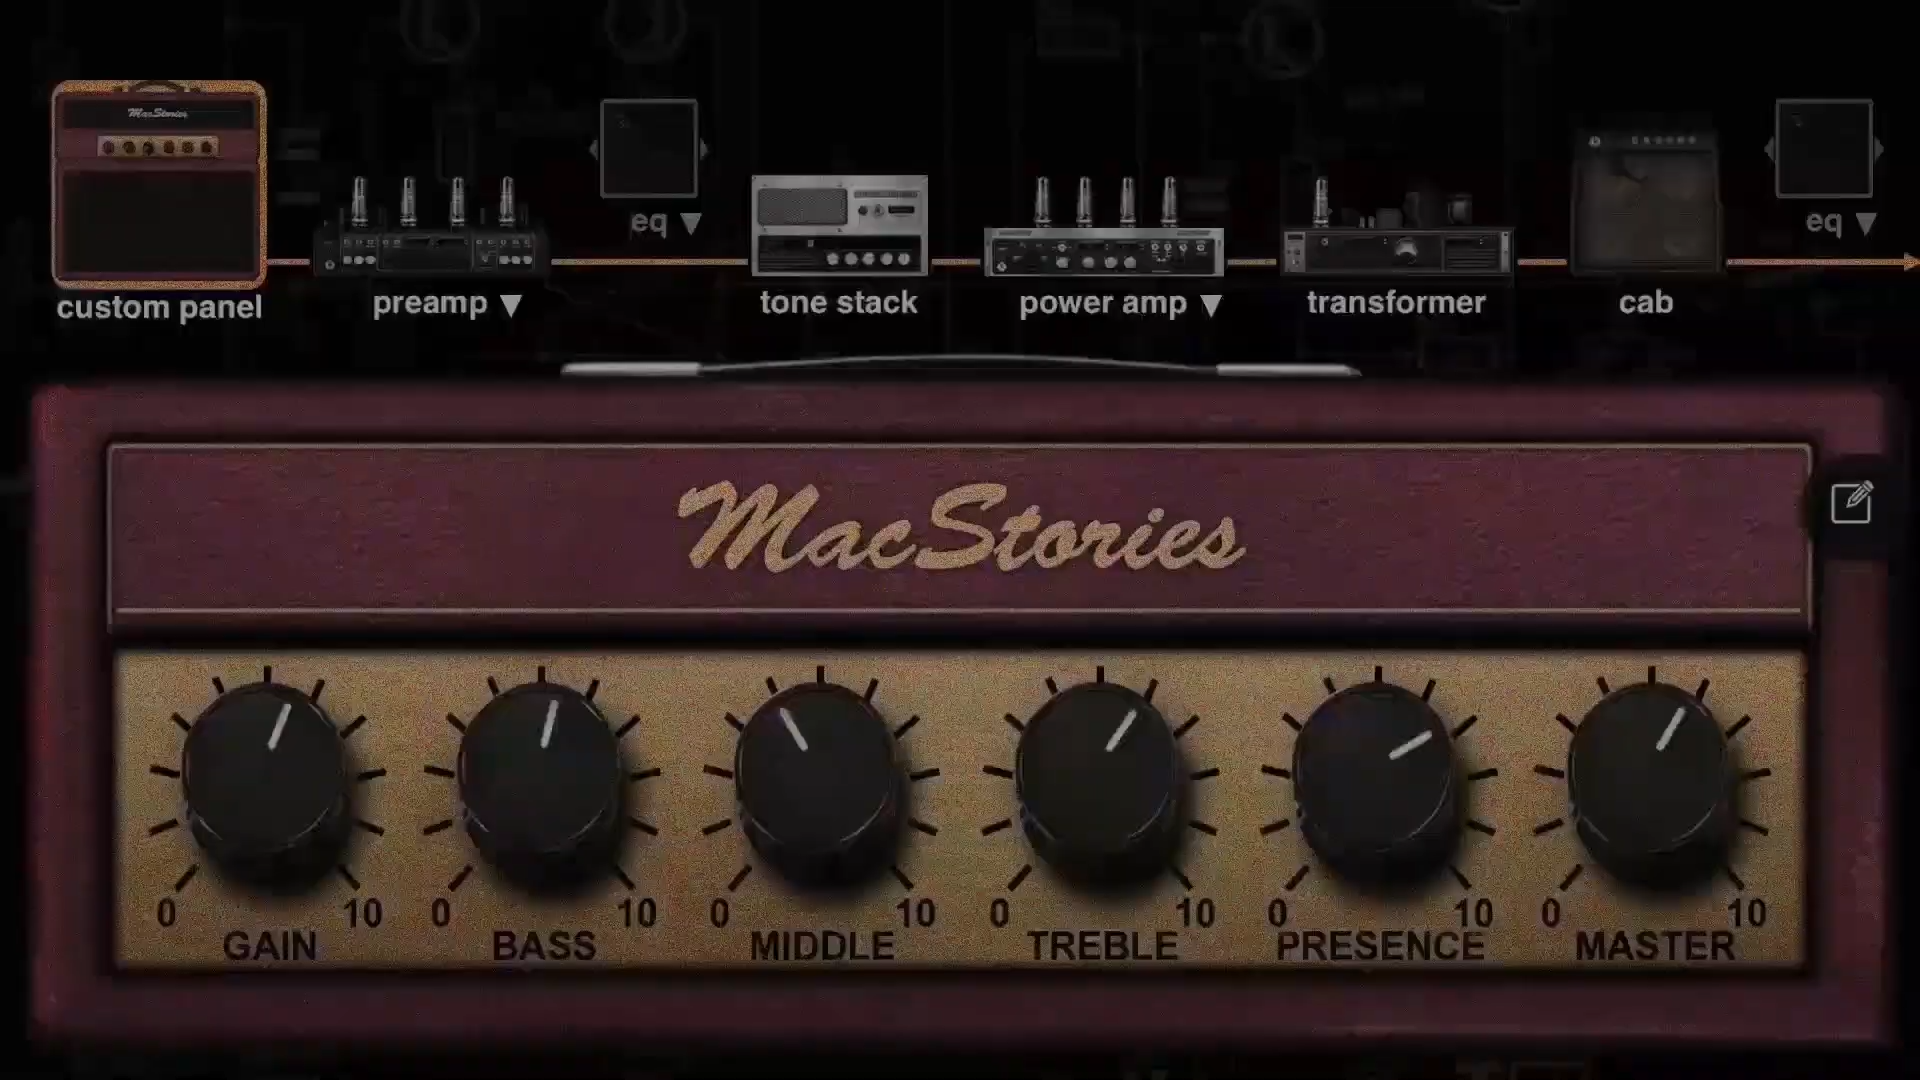 MacStories
eq ▼
eq ▼
custom panel
preamp ▼
tone stack
power amp ▼
transformer
cab
MacStories
0 10 0 10 0 10 0 10 0 10 0 10
GAIN BASS MIDDLE TREBLE PRESENCE MASTER